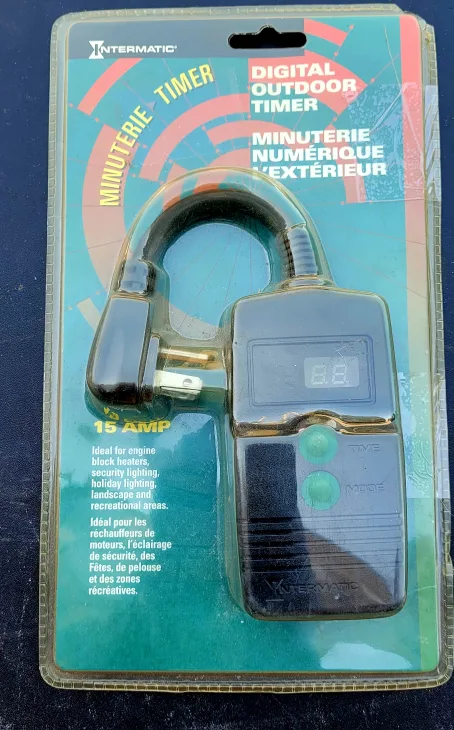 INTERMATIC®
MINUTERIE TIMER
DIGITAL
OUTDOOR
TIMER
MINUTERIE
NUMÉRIQUE
D'EXTÉRIEUR
8.8.
TIME
MODE
15 AMP
Ideal for engine
block heaters,
security lighting,
holiday lighting,
landscape and
recreational areas.
Idéal pour les
réchauffeurs de
moteurs, l'éclairage
de sécurité, des
Fêtes, de pelouse
et des zones
récréatives.
INTERMATIC